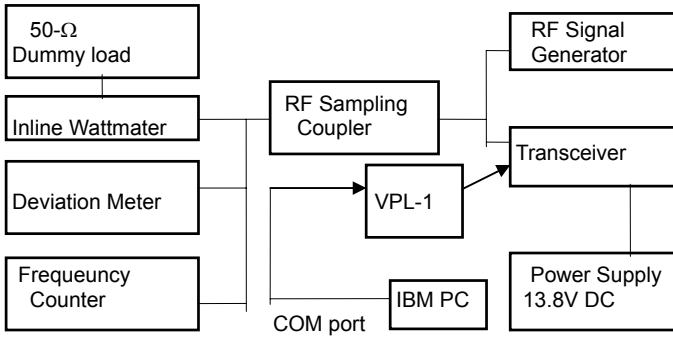 50-Ω
Dummy load
Inline Wattmater
Deviation Meter
Frequeuncy
Counter
RF Sampling
Coupler
VPL-1
IBM PC
COM port
RF Signal
Generator
Transceiver
Power Supply
13.8V DC